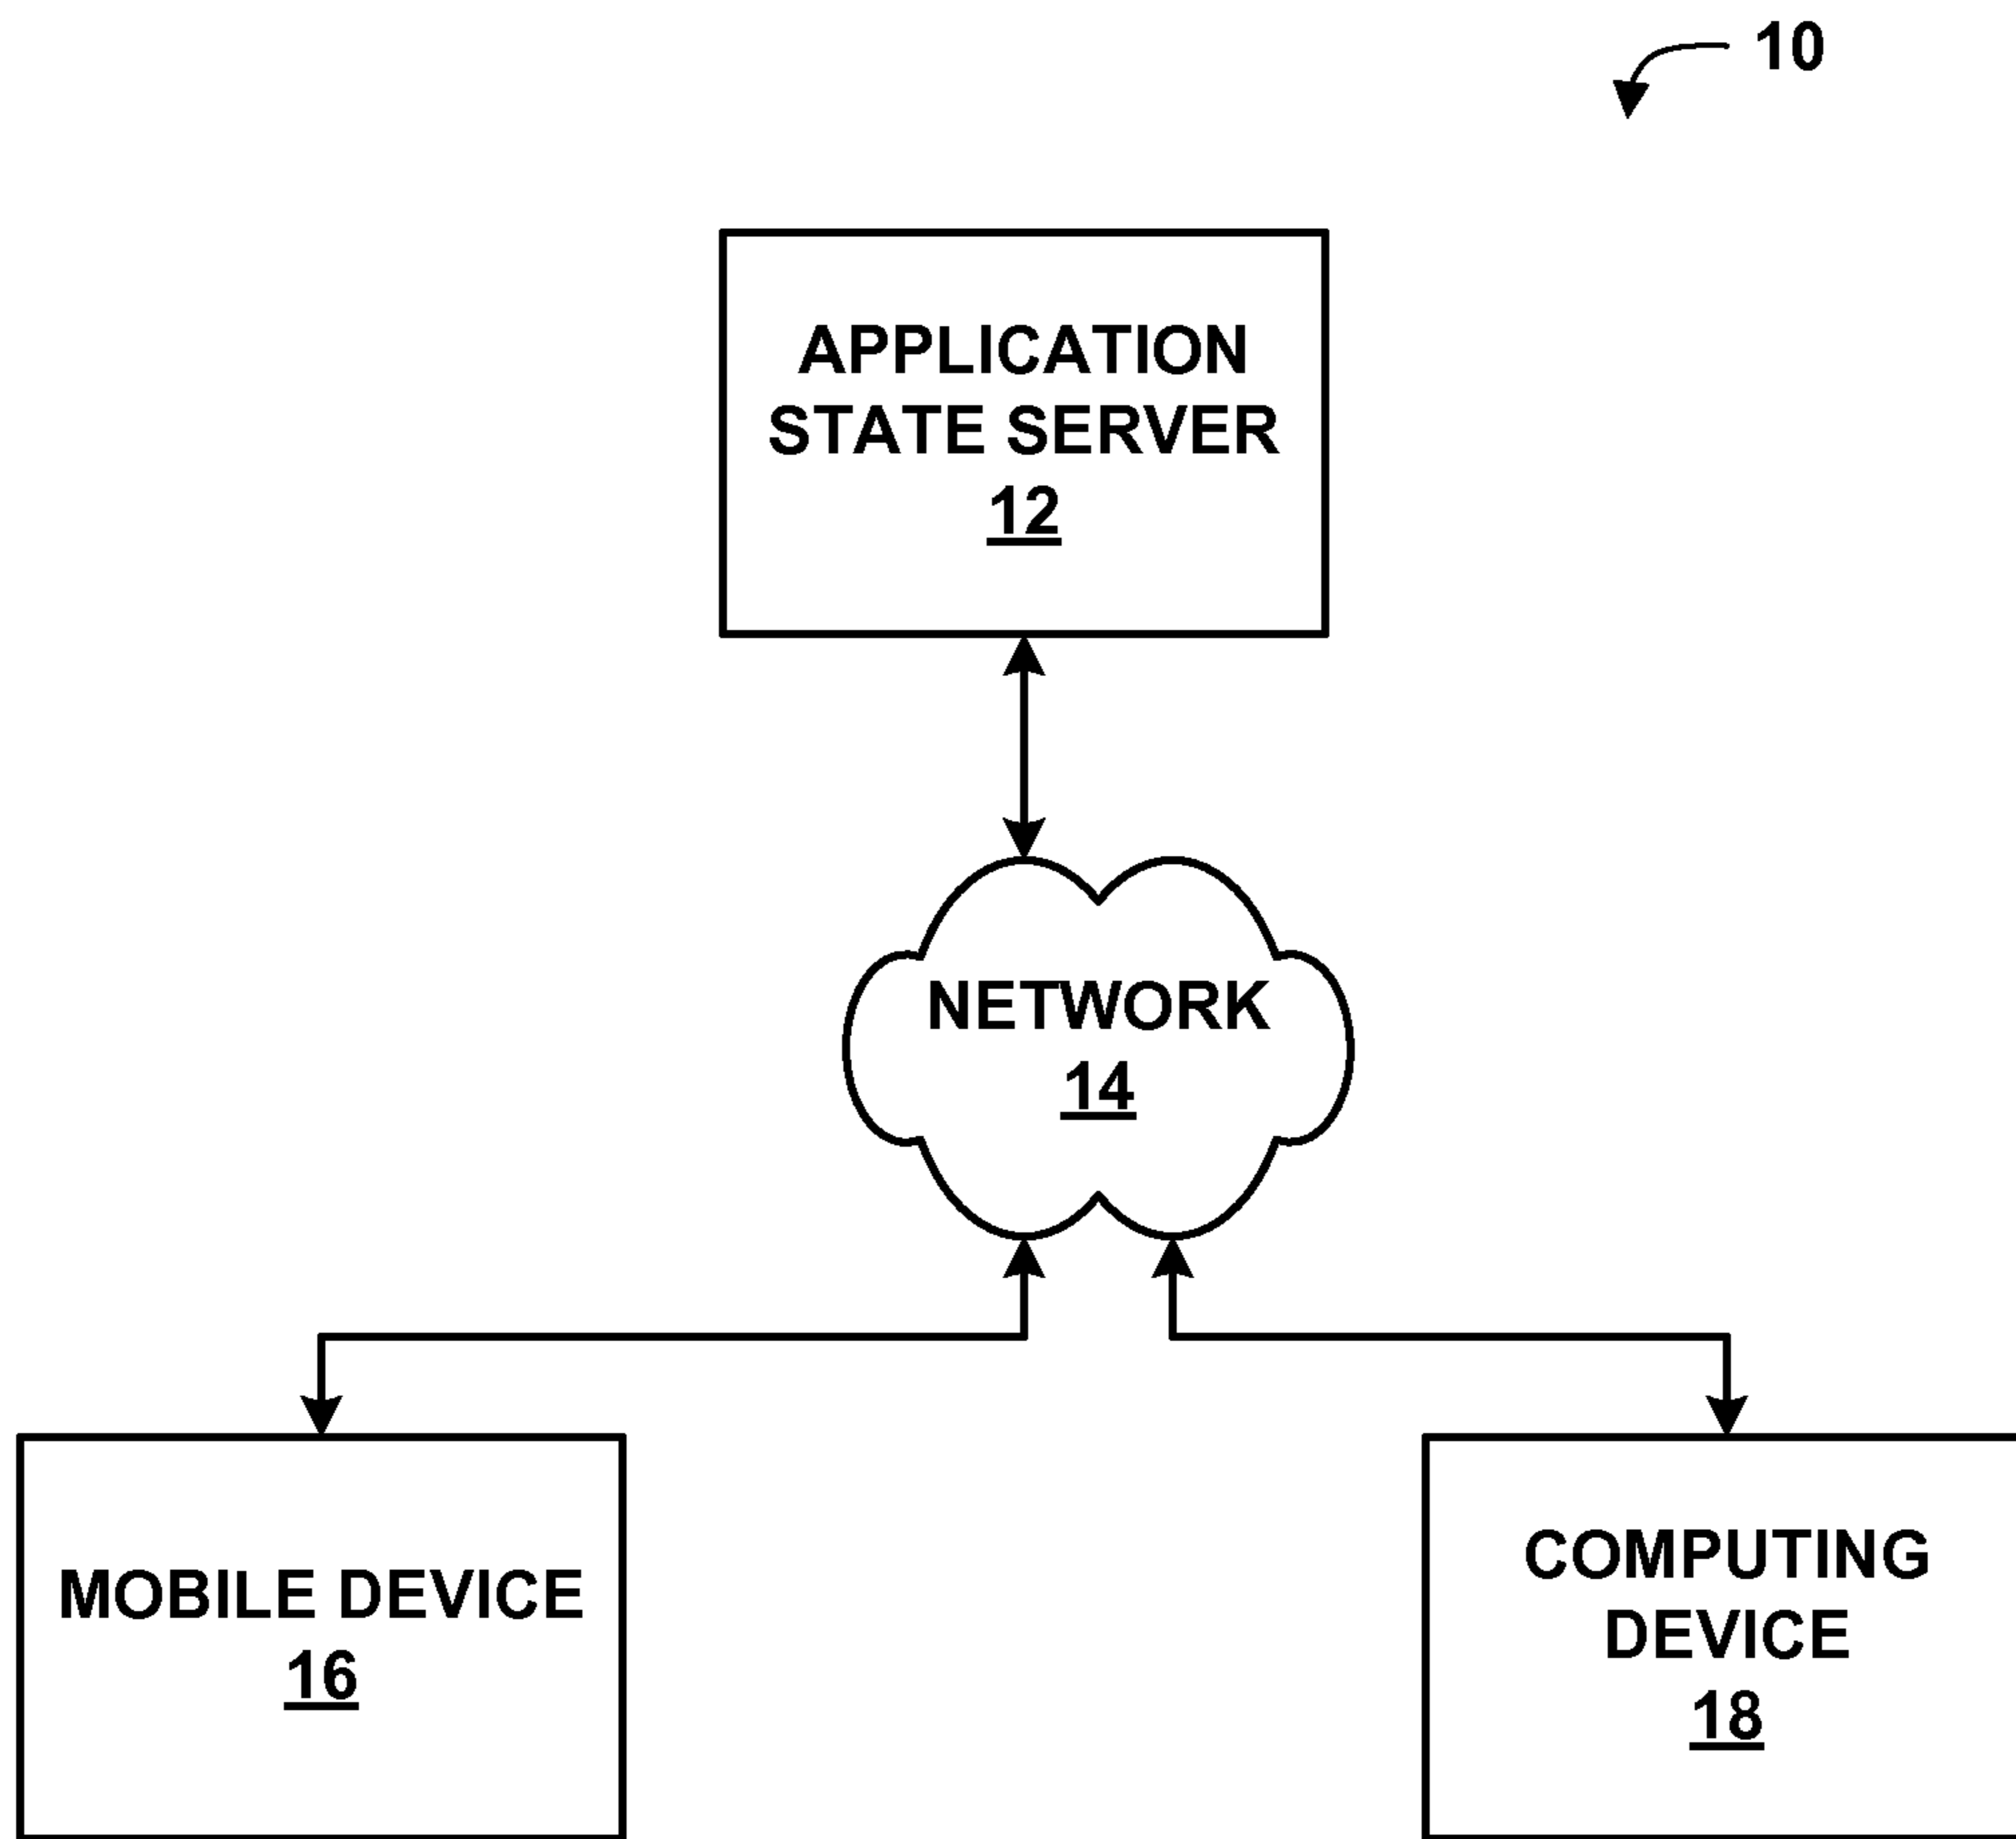 10
APPLICATION
STATE SERVER
12
NETWORK
14
MOBILE DEVICE
16
COMPUTING
DEVICE
18